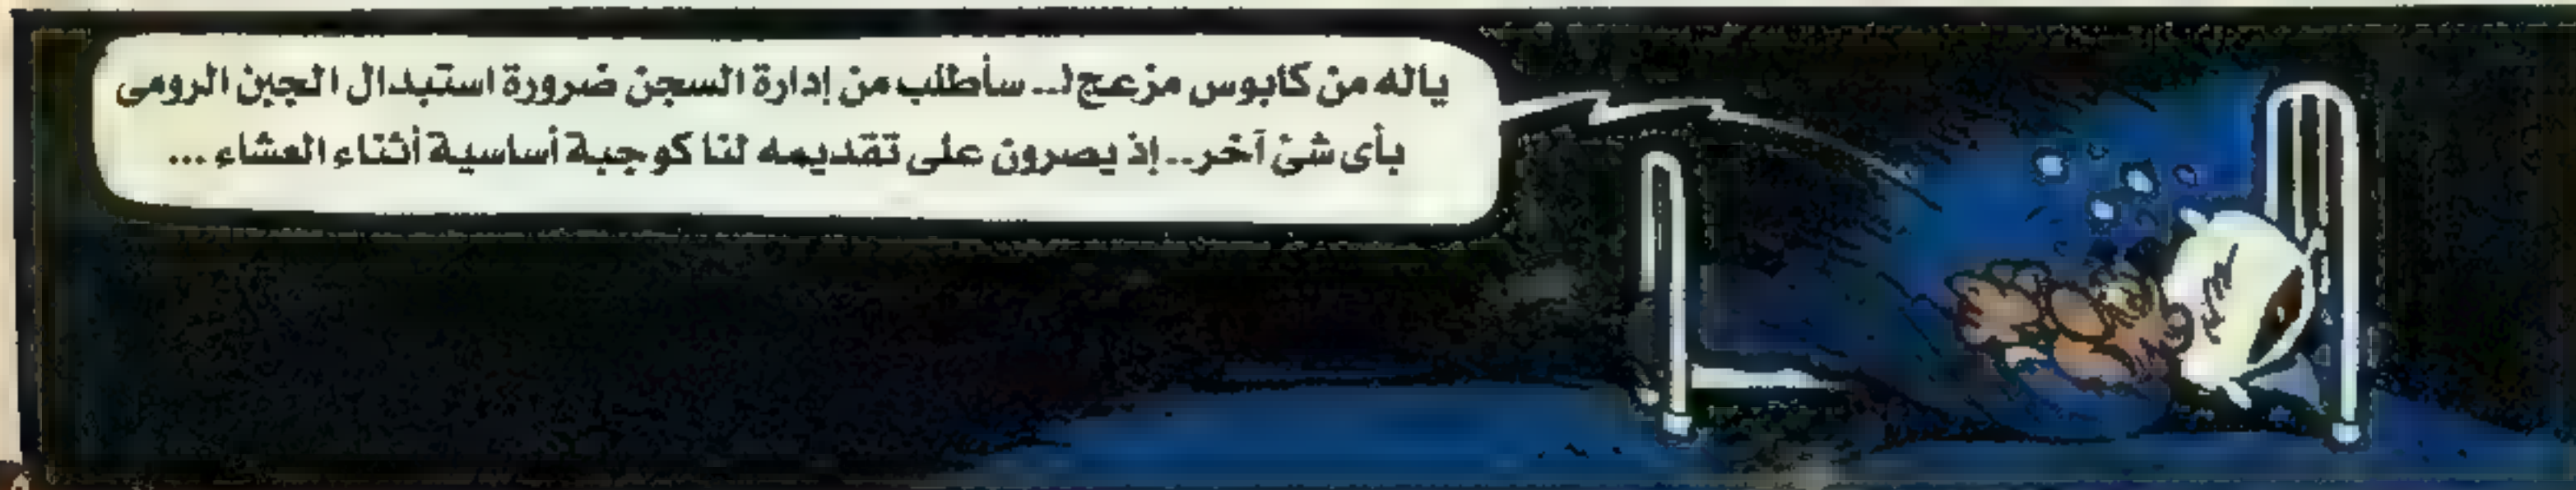 ياله من كابوس مزعج!.. سأطلب من إدارة السجن ضرورة استبدال الجبن الرومى
بأى شئ آخر.. إذ يصرون على تقديمه لنا كوجبة أساسية أثناء العشاء ...